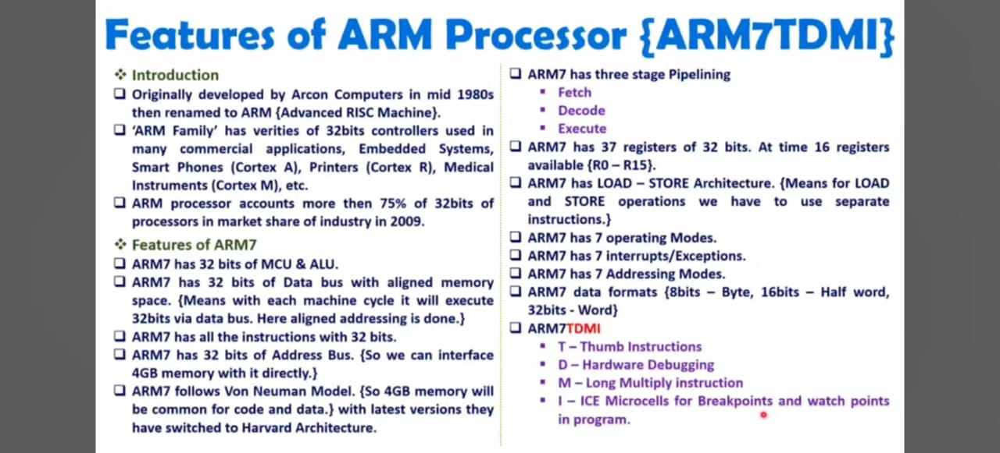 Features of ARM Processor {ARM7TDMI}
❖ Introduction
❑ Originally developed by Arcon Computers in mid 1980s
then renamed to ARM {Advanced RISC Machine}.
❑ ‘ARM Family’ has verities of 32bits controllers used in
many commercial applications, Embedded Systems,
Smart Phones (Cortex A), Printers (Cortex R), Medical
Instruments (Cortex M), etc.
❑ ARM processor accounts more then 75% of 32bits of
processors in market share of industry in 2009.
❖ Features of ARM7
❑ ARM7 has 32 bits of MCU & ALU.
❑ ARM7 has 32 bits of Data bus with aligned memory
space. {Means with each machine cycle it will execute
32bits via data bus. Here aligned addressing is done.}
❑ ARM7 has all the instructions with 32 bits.
❑ ARM7 has 32 bits of Address Bus. {So we can interface
4GB memory with it directly.}
❑ ARM7 follows Von Neuman Model. {So 4GB memory will
be common for code and data.} with latest versions they
have switched to Harvard Architecture.
❑ ARM7 has three stage Pipelining
▪ Fetch
▪ Decode
▪ Execute
❑ ARM7 has 37 registers of 32 bits. At time 16 registers
available {R0 – R15}.
❑ ARM7 has LOAD – STORE Architecture. {Means for LOAD
and STORE operations we have to use separate
instructions.}
❑ ARM7 has 7 operating Modes.
❑ ARM7 has 7 interrupts/Exceptions.
❑ ARM7 has 7 Addressing Modes.
❑ ARM7 data formats {8bits – Byte, 16bits – Half word,
32bits - Word}
❑ ARM7TDMI
▪ T – Thumb Instructions
▪ D – Hardware Debugging
▪ M – Long Multiply instruction
▪ I – ICE Microcells for Breakpoints and watch points
in program.